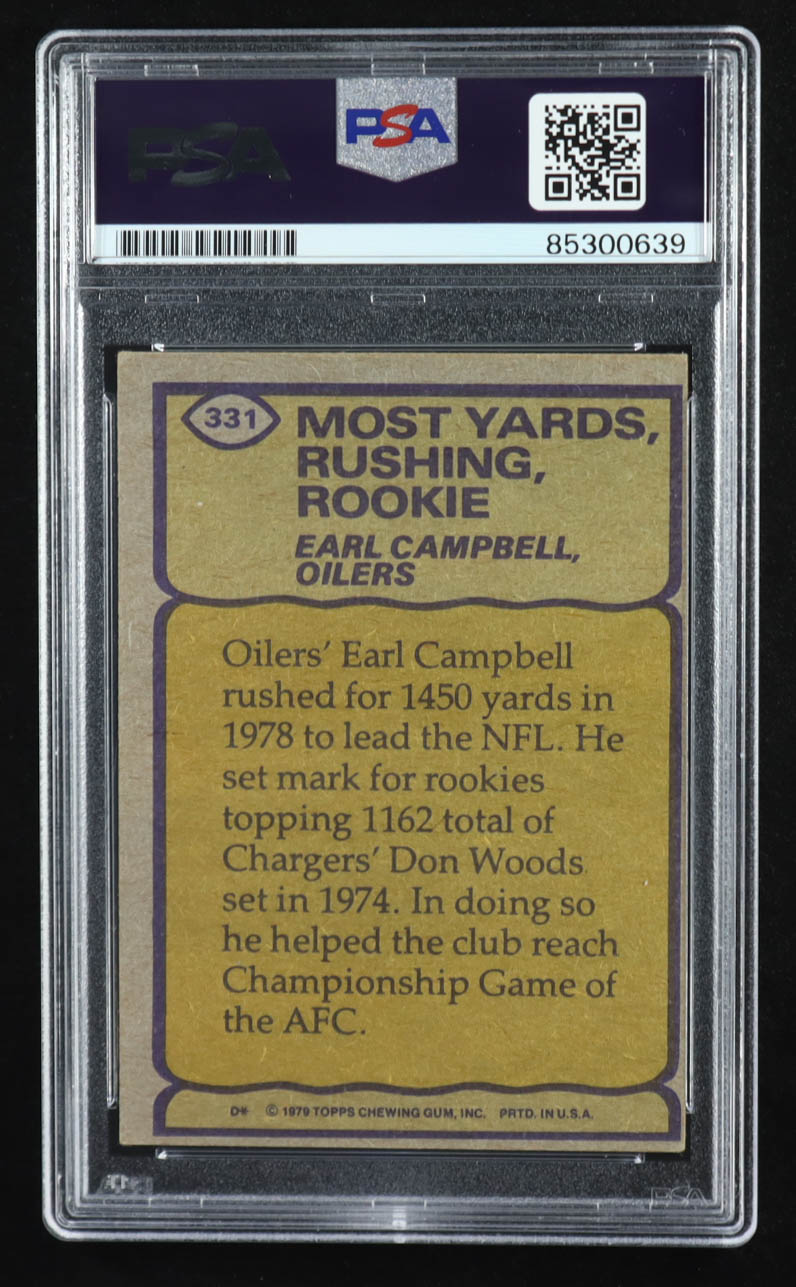 PSA
PSA
85300639
331
MOST YARDS,
RUSHING,
ROOKIE
EARL CAMPBELL,
OILERS
Oilers' Earl Campbell
rushed for 1450 yards in
1978 to lead the NFL. He
set mark for rookies
topping 1162 total of
Chargers' Don Woods
set in 1974. In doing so
he helped the club reach
Championship Game of
the AFC.
D* © 1979 TOPPS CHEWING GUM, INC. PRTD. IN U.S.A.
PSA